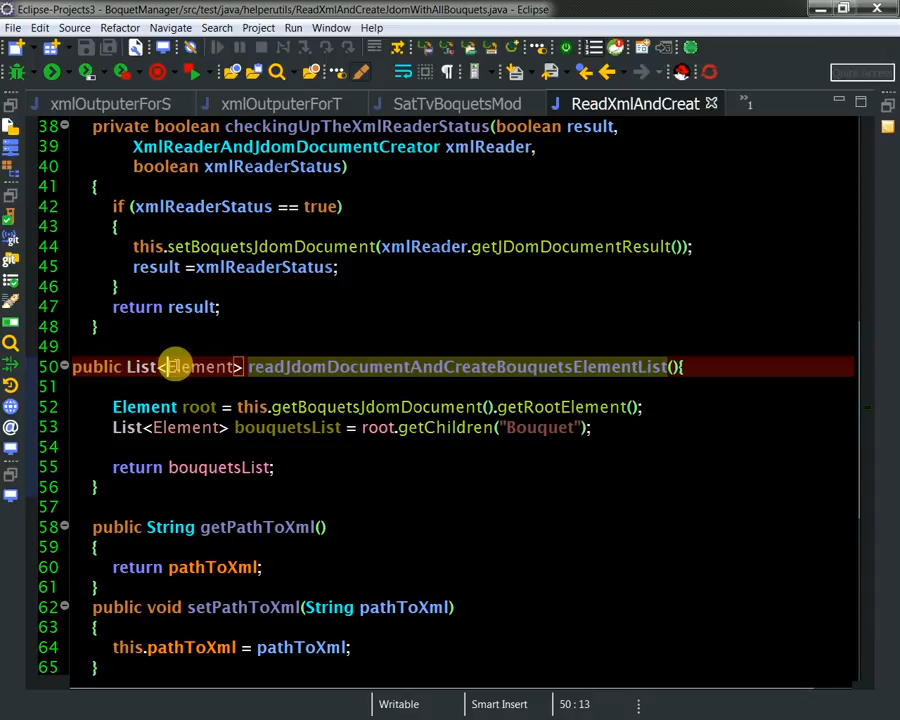 Eclipse-Projects3 - BoquetManager/src/test/java/helperutils/ReadXmlAndCreateJdomWithAllBouquets.java - Eclipse
File Edit Source Refactor Navigate Search Project Run Window Help
Quick Access
xmlOutputerForS xmlOutputerForT SatTvBoquetsMod ReadXmlAndCreat »1
38 private boolean checkingUpTheXmlReaderStatus(boolean result,
39 XmlReaderAndJdomDocumentCreator xmlReader,
40 boolean xmlReaderStatus)
41 {
42 if (xmlReaderStatus == true)
43 {
44 this.setBoquetsJdomDocument(xmlReader.getJDomDocumentResult());
45 result =xmlReaderStatus;
46 }
47 return result;
48 }
49
50 public List<Element> readJdomDocumentAndCreateBouquetsElementList(){
51
52 Element root = this.getBoquetsJdomDocument().getRootElement();
53 List<Element> bouquetsList = root.getChildren("Bouquet");
54
55 return bouquetsList;
56 }
57
58 public String getPathToXml()
59 {
60 return pathToXml;
61 }
62 public void setPathToXml(String pathToXml)
63 {
64 this.pathToXml = pathToXml;
65 }
Writable Smart Insert 50 : 13